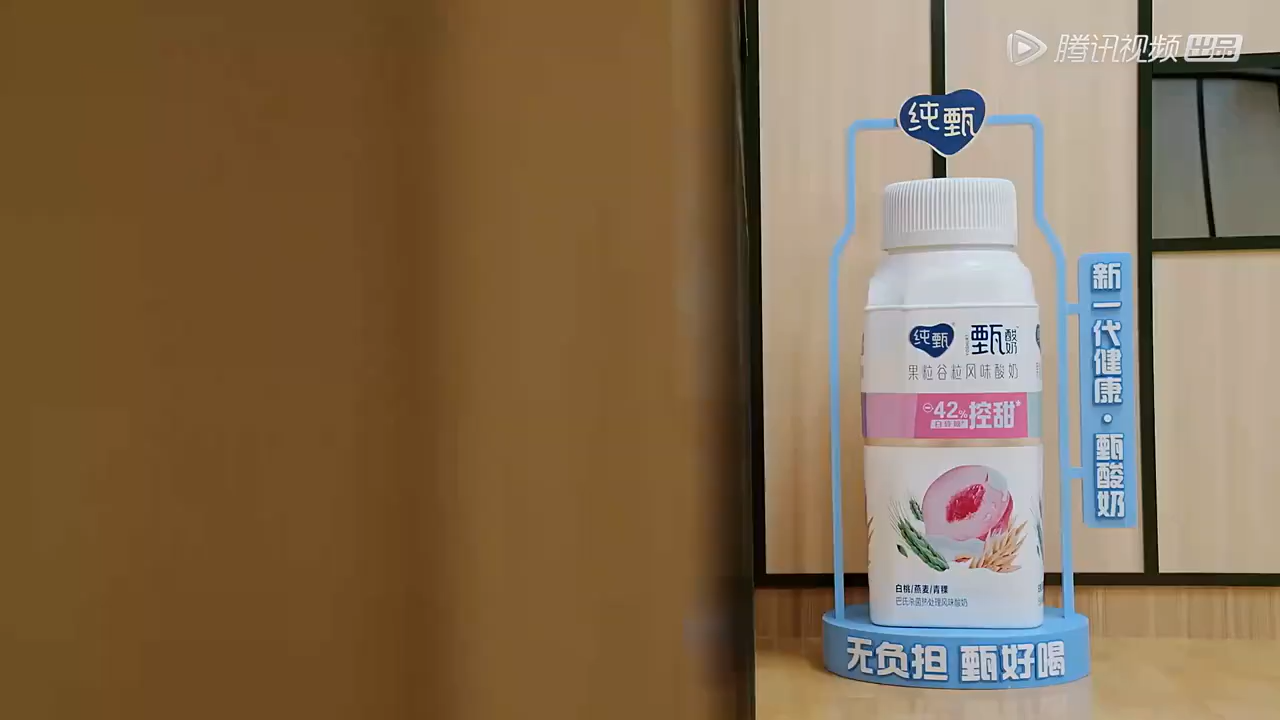 腾讯视频 出品
纯甄
纯甄 甄酸奶
果粒谷粒风味酸奶
42%控甜*
白桃/燕麦/青稞
巴氏杀菌热处理风味酸奶
新一代健康·甄酸奶
无负担 甄好喝